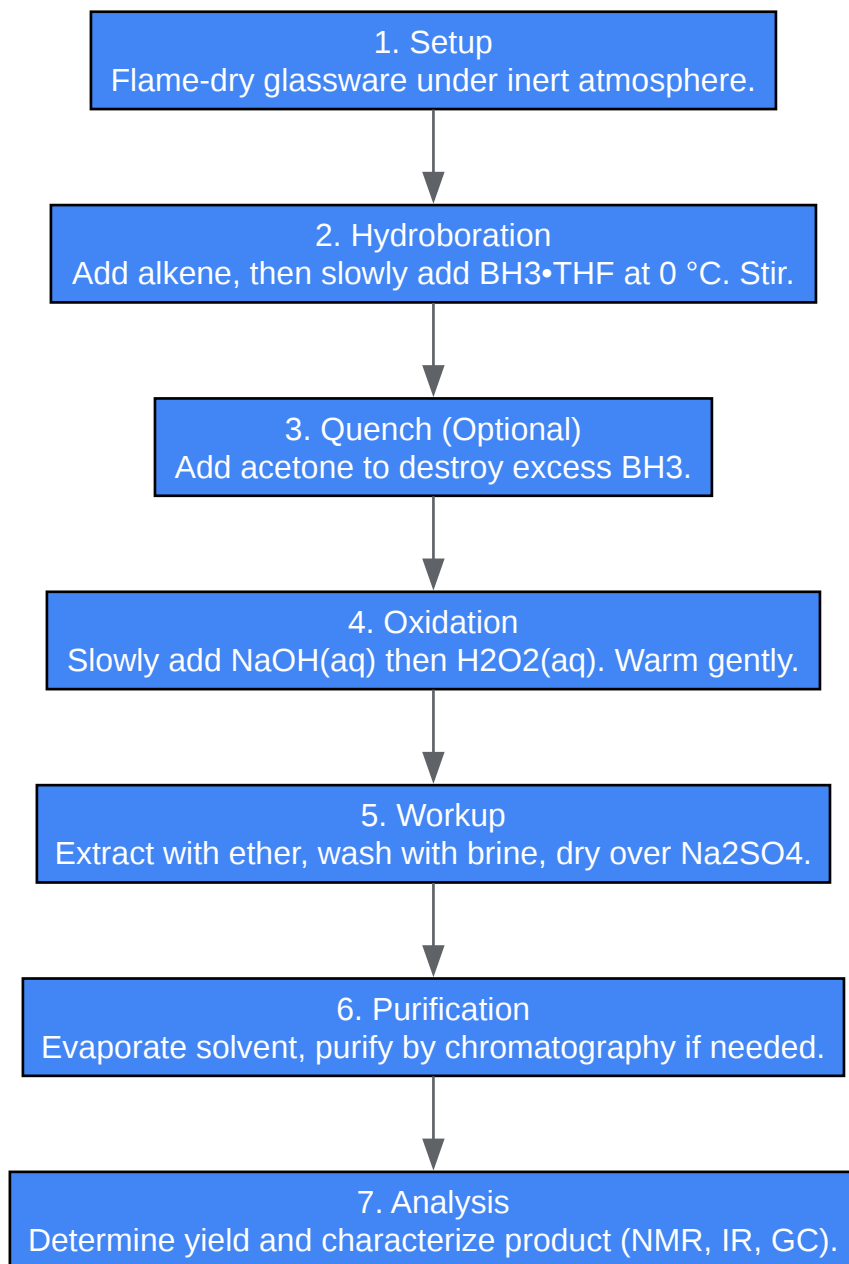 1. Setup
Flame-dry glassware under inert atmosphere.
2. Hydroboration
Add alkene, then slowly add BH3•THF at 0 °C. Stir.
3. Quench (Optional)
Add acetone to destroy excess BH3.
4. Oxidation
Slowly add NaOH(aq) then H2O2(aq). Warm gently.
5. Workup
Extract with ether, wash with brine, dry over Na2SO4.
6. Purification
Evaporate solvent, purify by chromatography if needed.
7. Analysis
Determine yield and characterize product (NMR, IR, GC).